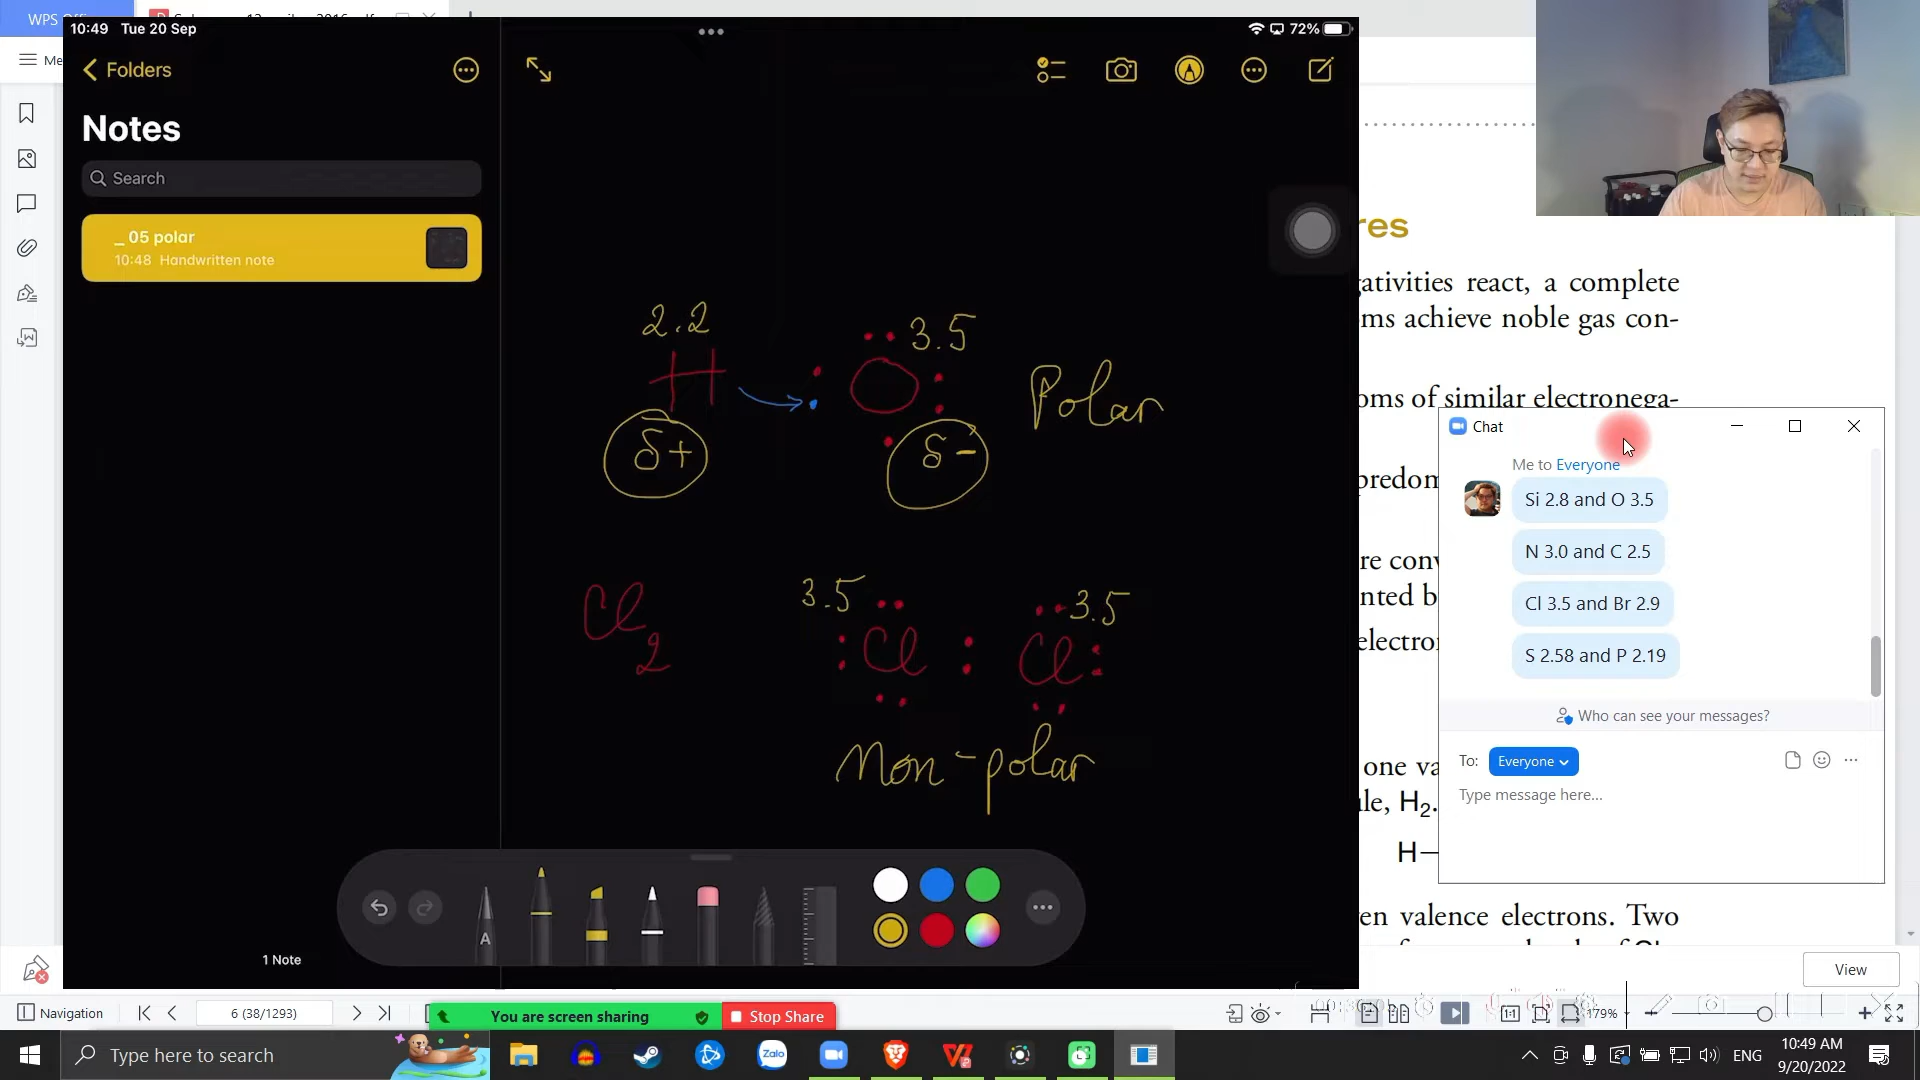 WPS
10:49 Tue 20 Sep
72%
Me
Folders
Notes
Search
_ 05 polar
10:48 Handwritten note
1 Note
2.2
3.5
H
O
Polar
δ+
δ-
Cl2
3.5
3.5
Cl
Cl
Non-polar
A
res
gativities react, a complete
ms achieve noble gas con-
oms of similar electronega-
predom
re conv
nted b
electron
one va
le, H2.
H—
en valence electrons. Two
Chat
Me to Everyone
Si 2.8 and O 3.5
N 3.0 and C 2.5
Cl 3.5 and Br 2.9
S 2.58 and P 2.19
Who can see your messages?
To: Everyone
Type message here...
View
Navigation
6 (38/1293)
You are screen sharing
Stop Share
1:1
179%
Type here to search
Zalo
ENG
10:49 AM
9/20/2022